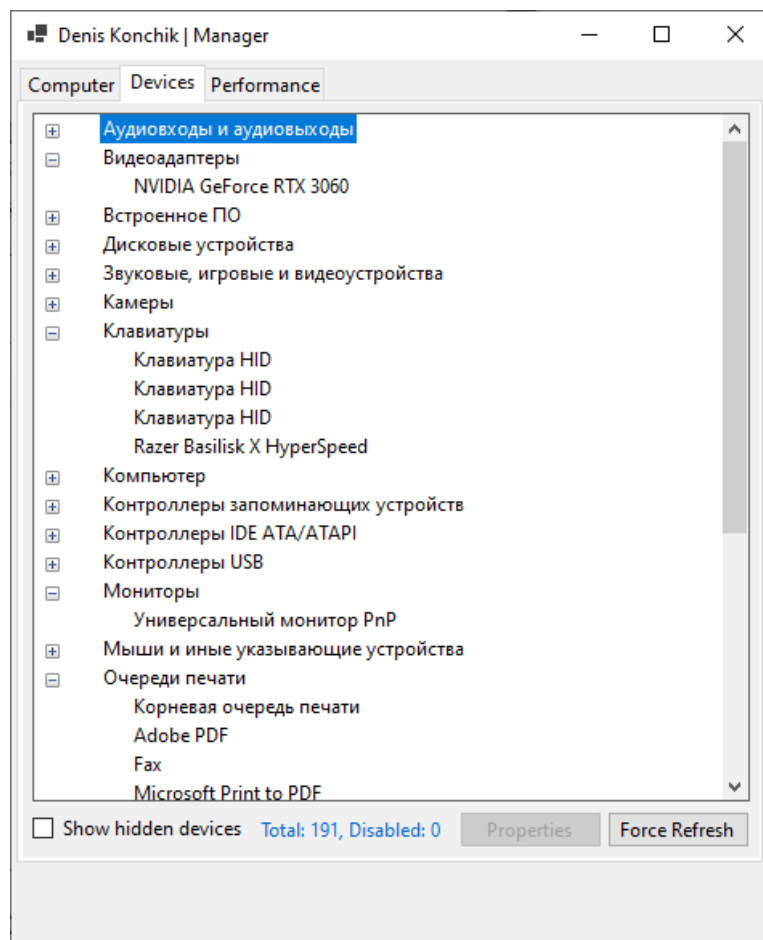 Denis Konchik | Manager
Computer Devices Performance
Аудиовходы и аудиовыходы
Видеоадаптеры
NVIDIA GeForce RTX 3060
Встроенное ПО
Дисковые устройства
Звуковые, игровые и видеоустройства
Камеры
Клавиатуры
Клавиатура HID
Клавиатура HID
Клавиатура HID
Razer Basilisk X HyperSpeed
Компьютер
Контроллеры запоминающих устройств
Контроллеры IDE ATA/ATAPI
Контроллеры USB
Мониторы
Универсальный монитор PnP
Мыши и иные указывающие устройства
Очереди печати
Корневая очередь печати
Adobe PDF
Fax
Microsoft Print to PDF
Show hidden devices Total: 191, Disabled: 0 Properties Force Refresh